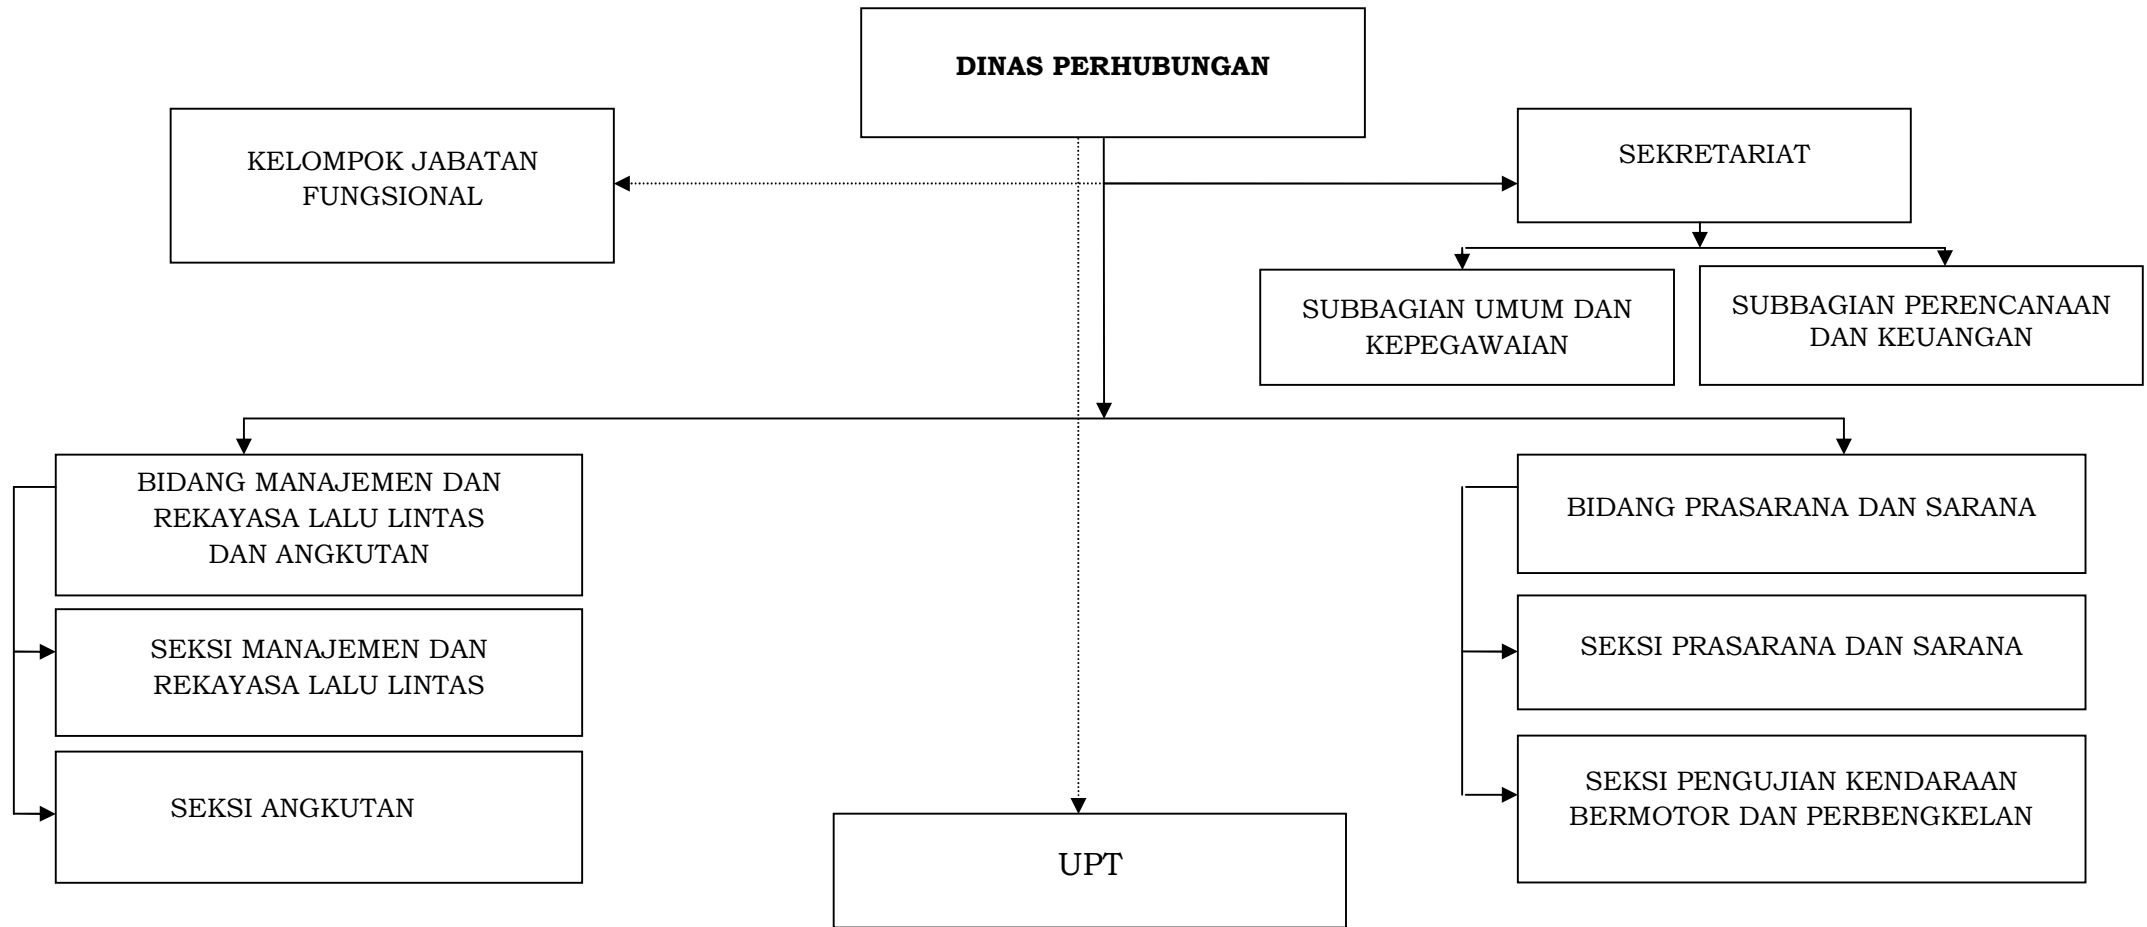 DINAS PERHUBUNGAN
KELOMPOK JABATAN
FUNGSIONAL
SEKRETARIAT
SUBBAGIAN UMUM DAN
KEPEGAWAIAN
SUBBAGIAN PERENCANAAN
DAN KEUANGAN
BIDANG MANAJEMEN DAN
REKAYASA LALU LINTAS
DAN ANGKUTAN
SEKSI MANAJEMEN DAN
REKAYASA LALU LINTAS
SEKSI ANGKUTAN
UPT
BIDANG PRASARANA DAN SARANA
SEKSI PRASARANA DAN SARANA
SEKSI PENGUJIAN KENDARAAN
BERMOTOR DAN PERBENGKELAN